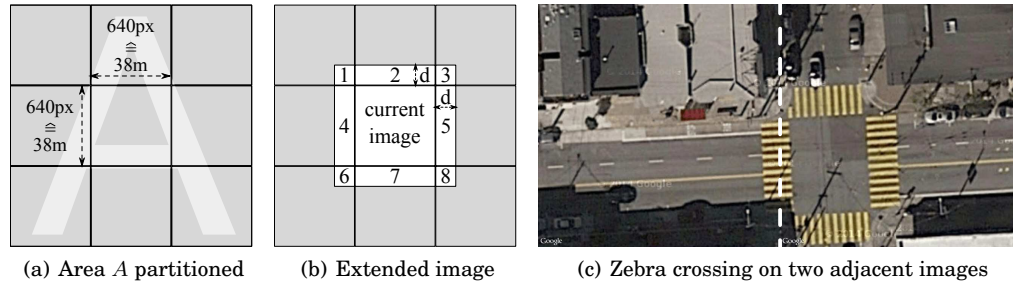 640px
≙
38m
640px
≙
38m
A
1 2 d 3
d
4 current image 5
6 7 8
Google
Google
Google
(a) Area A partitioned
(b) Extended image
(c) Zebra crossing on two adjacent images